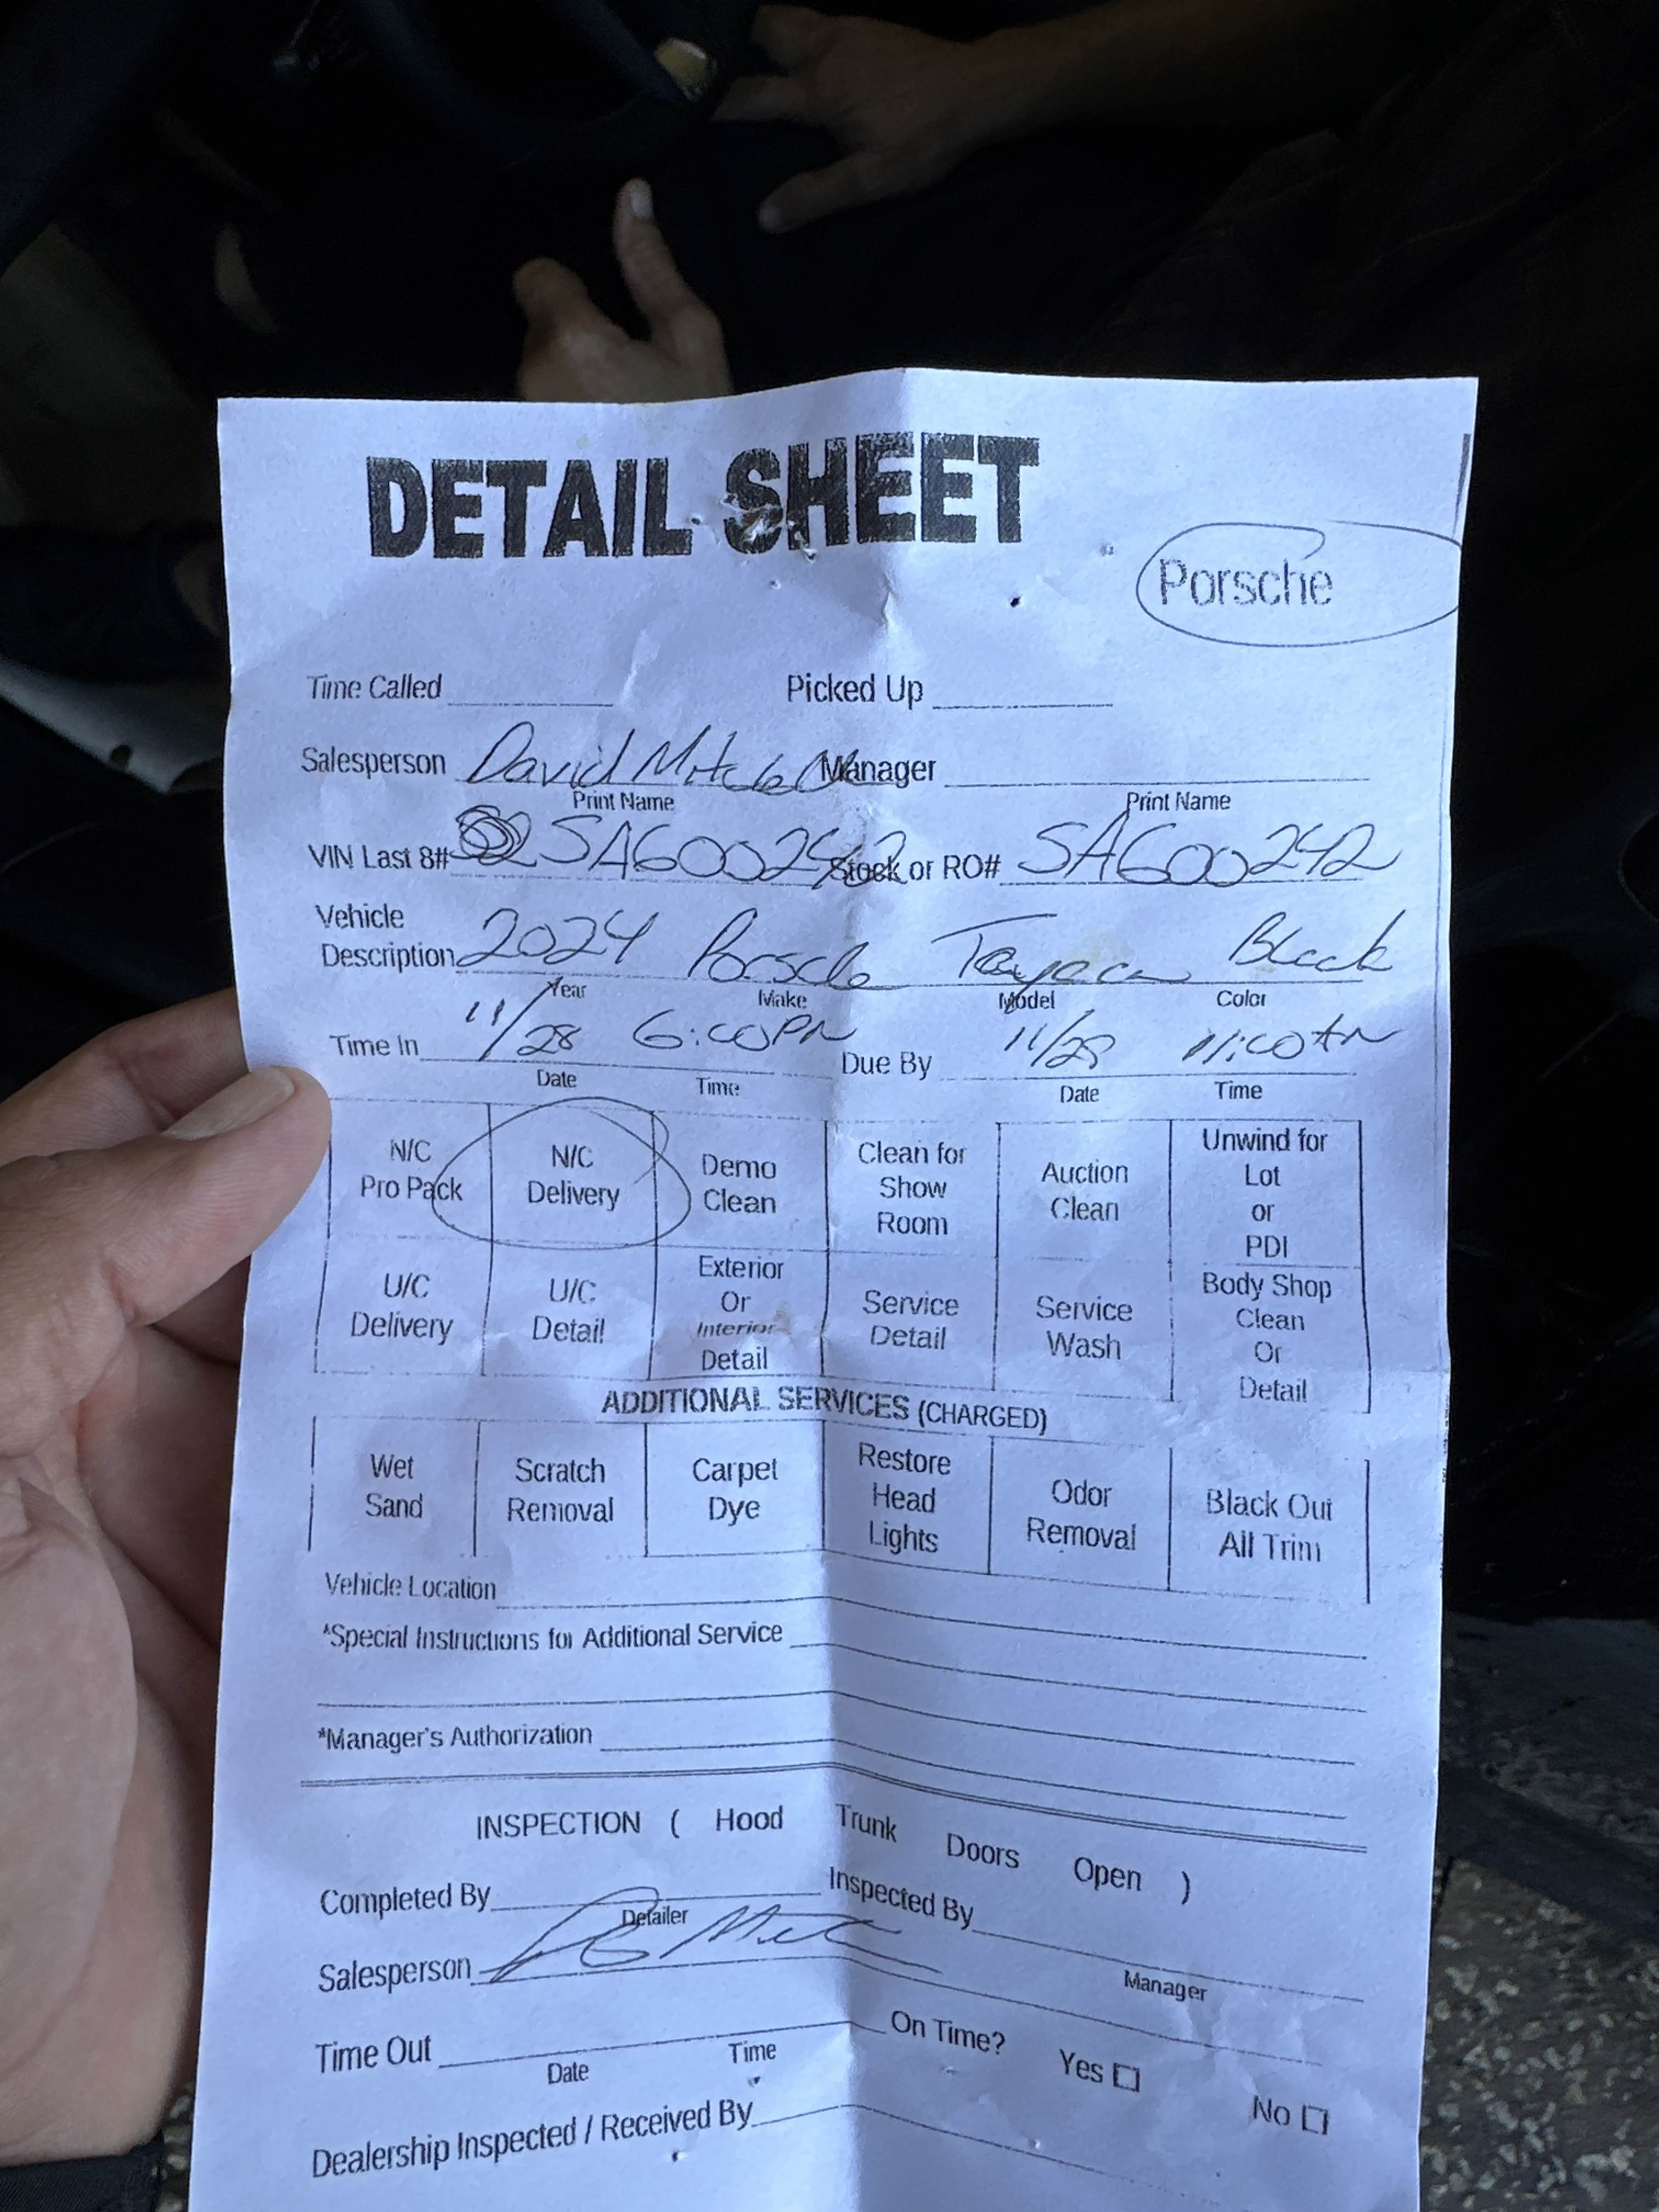 DETAIL SHEET
Porsche
Time Called Picked Up
Salesperson David Mitchell Manager
Print Name Print Name
VIN Last 8# SA600242 Stock or RO# SA600242
Vehicle
Description 2024 Porsche Taycan Black
Year Make Model Color
Time In 11/28 6:00PM Due By 11/29 11:00AM
Date Time Date Time
N/C
Pro Pack
N/C
Delivery
Demo
Clean
Clean for
Show
Room
Auction
Clean
Unwind for
Lot
or
PDI
U/C
Delivery
U/C
Detail
Exterior
Or
Interior
Detail
Service
Detail
Service
Wash
Body Shop
Clean
Or
Detail
ADDITIONAL SERVICES (CHARGED)
Wet
Sand
Scratch
Removal
Carpet
Dye
Restore
Head
Lights
Odor
Removal
Black Out
All Trim
Vehicle Location
*Special Instructions for Additional Service
*Manager's Authorization
INSPECTION ( Hood Trunk Doors Open )
Completed By Inspected By
Detailer
Salesperson
Manager
Time Out On Time? Yes No
Date Time
Dealership Inspected / Received By